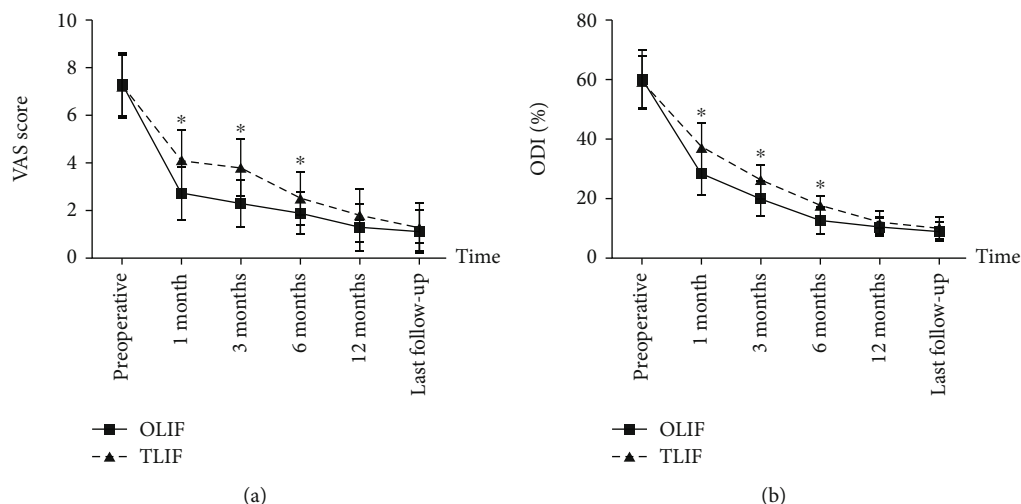 10
8
6
4
2
0
VAS score
*
*
*
Time
Preoperative
1 month
3 months
6 months
12 months
Last follow-up
OLIF
TLIF
(a)
80
60
40
20
0
ODI (%)
*
*
*
Time
Preoperative
1 month
3 months
6 months
12 months
Last follow-up
OLIF
TLIF
(b)